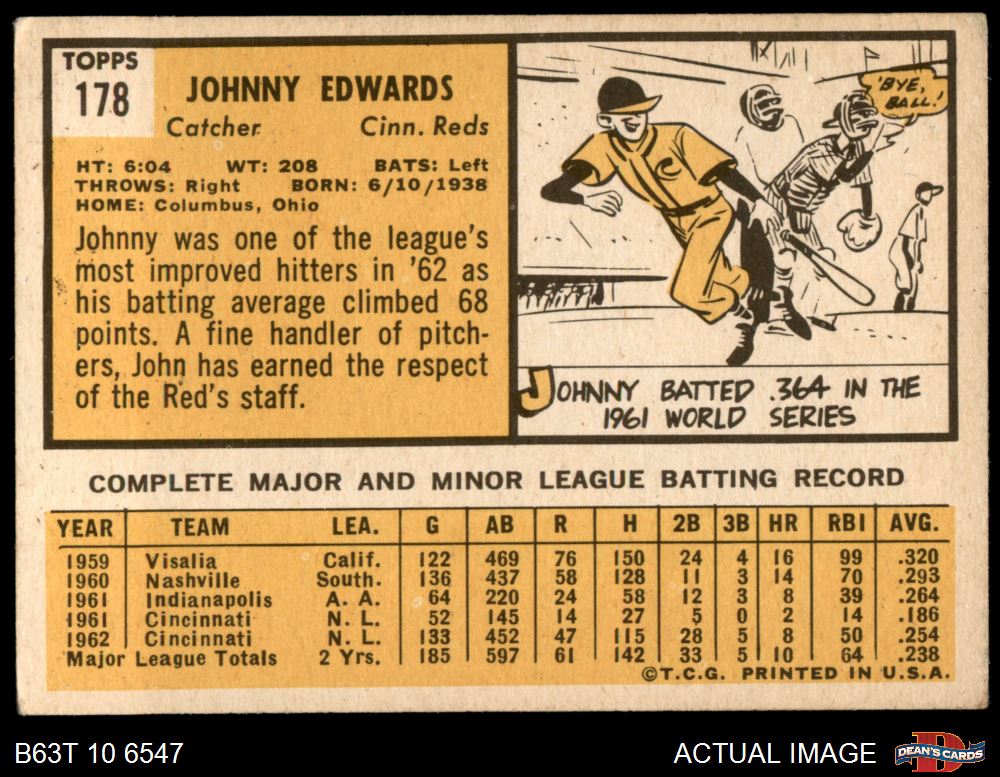 TOPPS
178
JOHNNY EDWARDS
Catcher Cinn. Reds
HT: 6:04 WT: 208 BATS: Left
THROWS: Right BORN: 6/10/1938
HOME: Columbus, Ohio
Johnny was one of the league's
most improved hitters in '62 as
his batting average climbed 68
points. A fine handler of pitch-
ers, John has earned the respect
of the Red's staff.
'BYE,
BALL!
C
JOHNNY BATTED .364 IN THE
1961 WORLD SERIES
COMPLETE MAJOR AND MINOR LEAGUE BATTING RECORD
YEAR TEAM LEA. G AB R H 2B 3B HR RBI AVG.
1959 Visalia Calif. 122 469 76 150 24 4 16 99 .320
1960 Nashville South. 136 437 58 128 11 3 14 70 .293
1961 Indianapolis A. A. 64 220 24 58 12 3 8 39 .264
1961 Cincinnati N. L. 52 145 14 27 5 0 2 14 .186
1962 Cincinnati N. L. 133 452 47 115 28 5 8 50 .254
Major League Totals 2 Yrs. 185 597 61 142 33 5 10 64 .238
©T.C.G. PRINTED IN U.S.A.
B63T 10 6547 ACTUAL IMAGE
D
DEAN'S CARDS